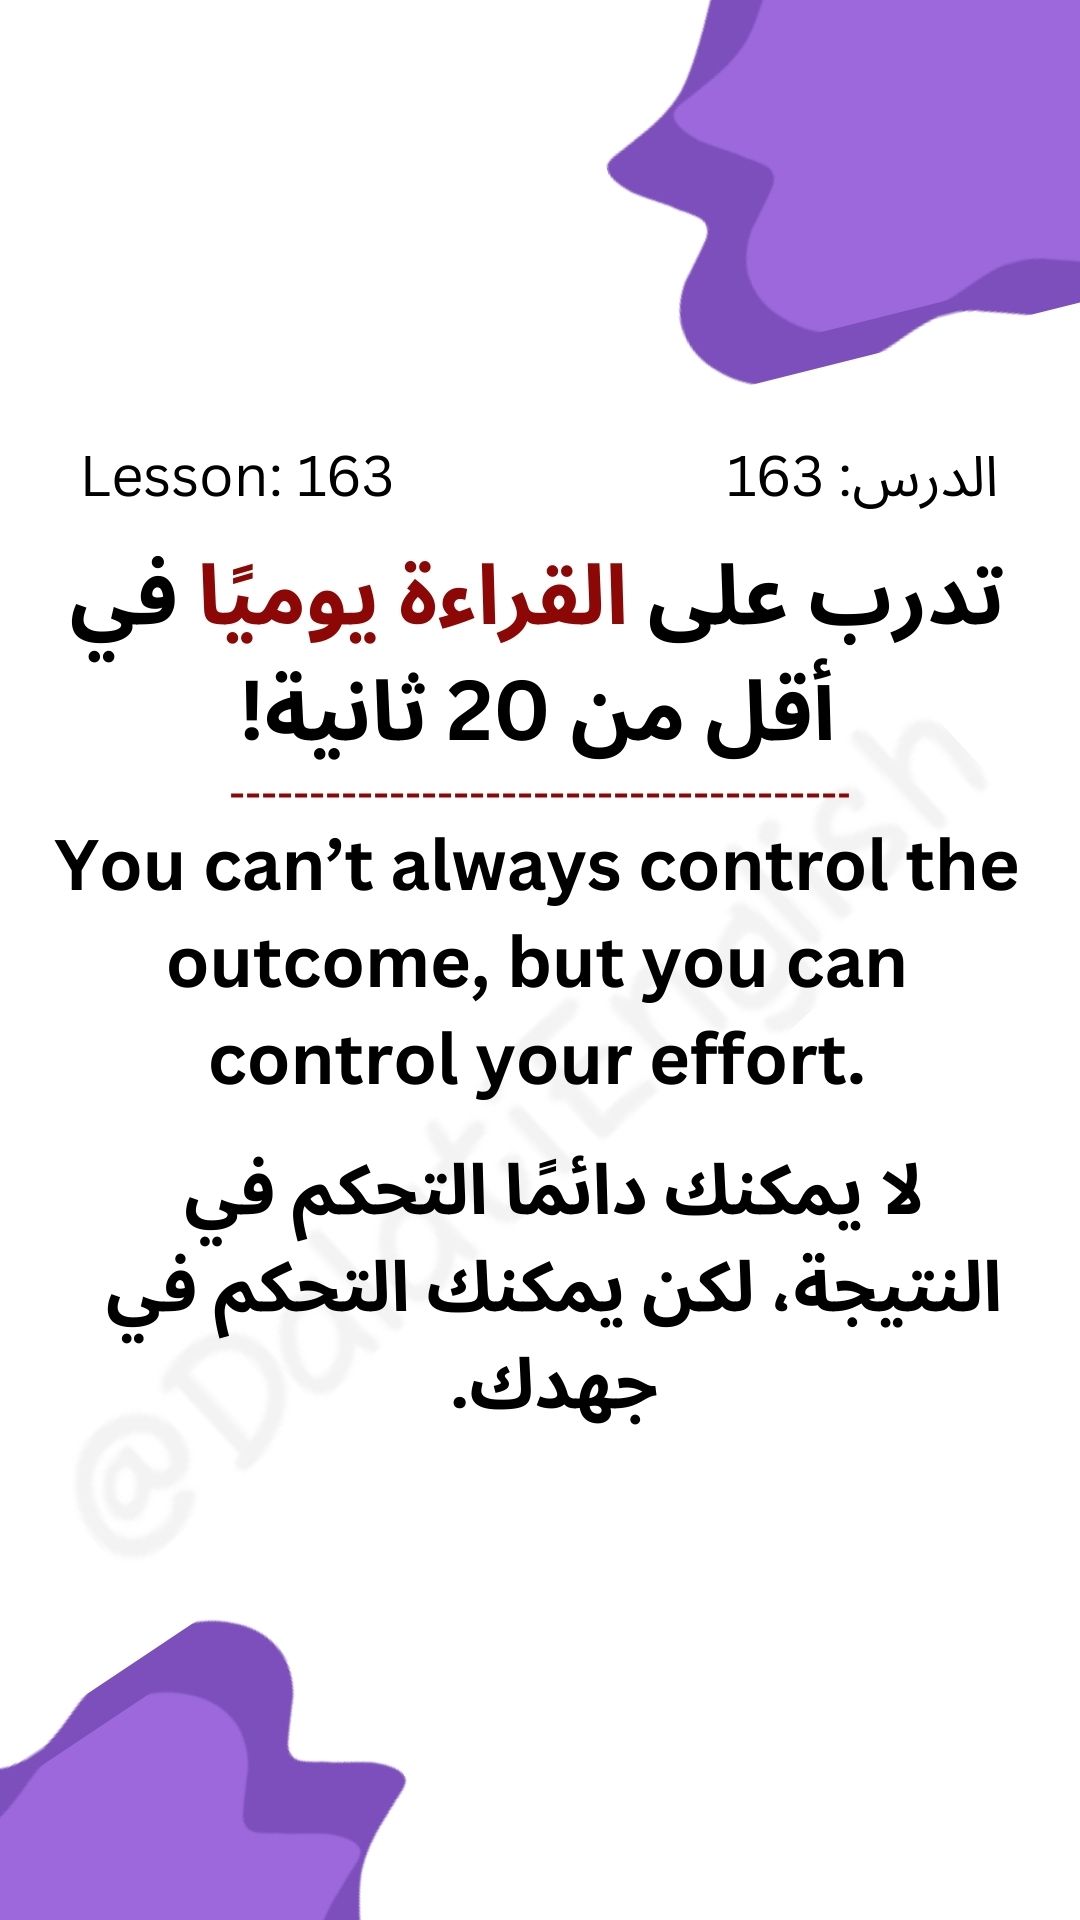 Lesson: 163
الدرس: 163
تدرب على القراءة يوميًا في
أقل من 20 ثانية!
--------------------------------------
You can’t always control the
outcome, but you can
control your effort.
لا يمكنك دائمًا التحكم في
النتيجة، لكن يمكنك التحكم في
جهدك.